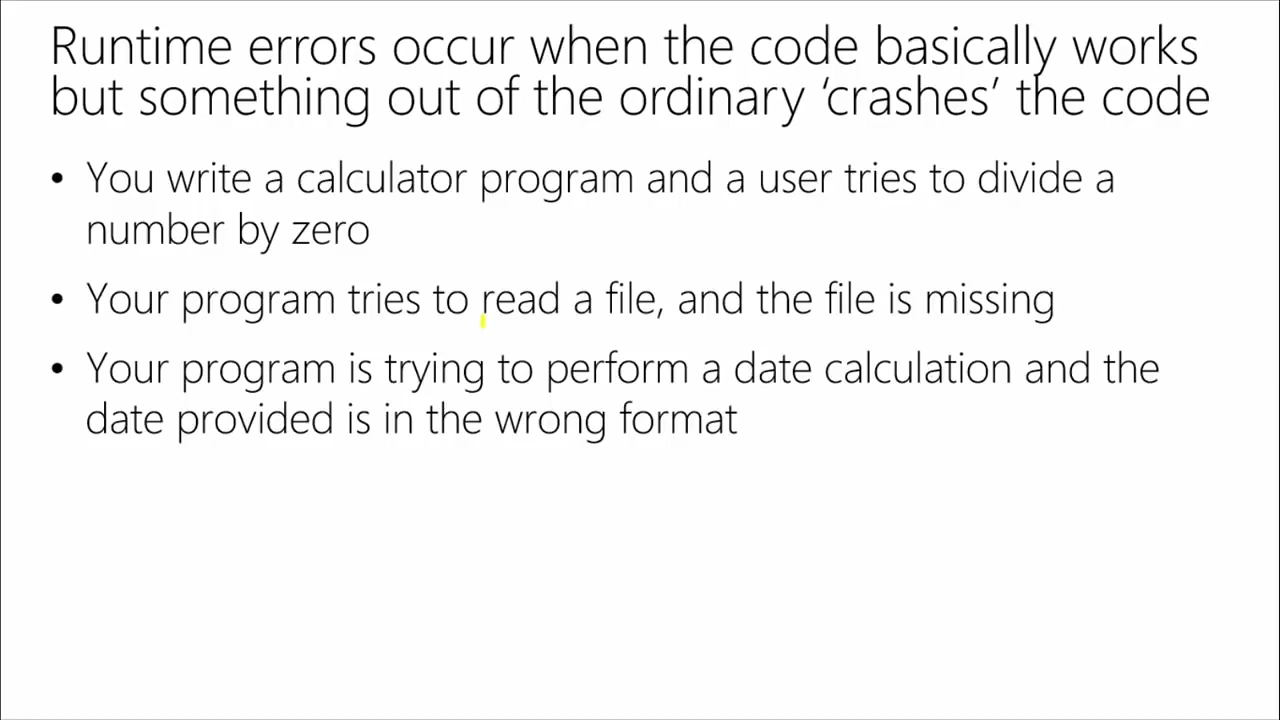 Runtime errors occur when the code basically works
but something out of the ordinary ‘crashes’ the code
• You write a calculator program and a user tries to divide a
number by zero
• Your program tries to read a file, and the file is missing
• Your program is trying to perform a date calculation and the
date provided is in the wrong format